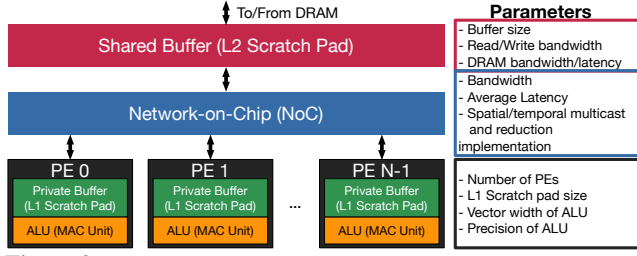 To/From DRAM
Shared Buffer (L2 Scratch Pad)
Network-on-Chip (NoC)
PE 0
Private Buffer
(L1 Scratch Pad)
ALU (MAC Unit)
PE 1
Private Buffer
(L1 Scratch Pad)
ALU (MAC Unit)
...
PE N-1
Private Buffer
(L1 Scratch Pad)
ALU (MAC Unit)
Parameters
- Buffer size
- Read/Write bandwidth
- DRAM bandwidth/latency
- Bandwidth
- Average Latency
- Spatial/temporal multicast
and reduction
implementation
- Number of PEs
- L1 Scratch pad size
- Vector width of ALU
- Precision of ALU